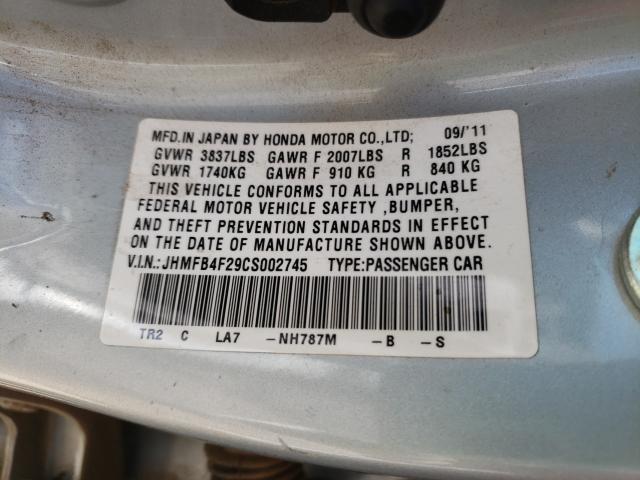 MFD.IN JAPAN BY HONDA MOTOR CO.,LTD; 09/'11
GVWR 3837LBS GAWR F 2007LBS R 1852LBS
GVWR 1740KG GAWR F 910 KG R 840 KG
THIS VEHICLE CONFORMS TO ALL APPLICABLE
FEDERAL MOTOR VEHICLE SAFETY ,BUMPER,
AND THEFT PREVENTION STANDARDS IN EFFECT
ON THE DATE OF MANUFACTURE SHOWN ABOVE.
V.I.N.:JHMFB4F29CS002745 TYPE:PASSENGER CAR
TR2 C LA7 -NH787M -B -S